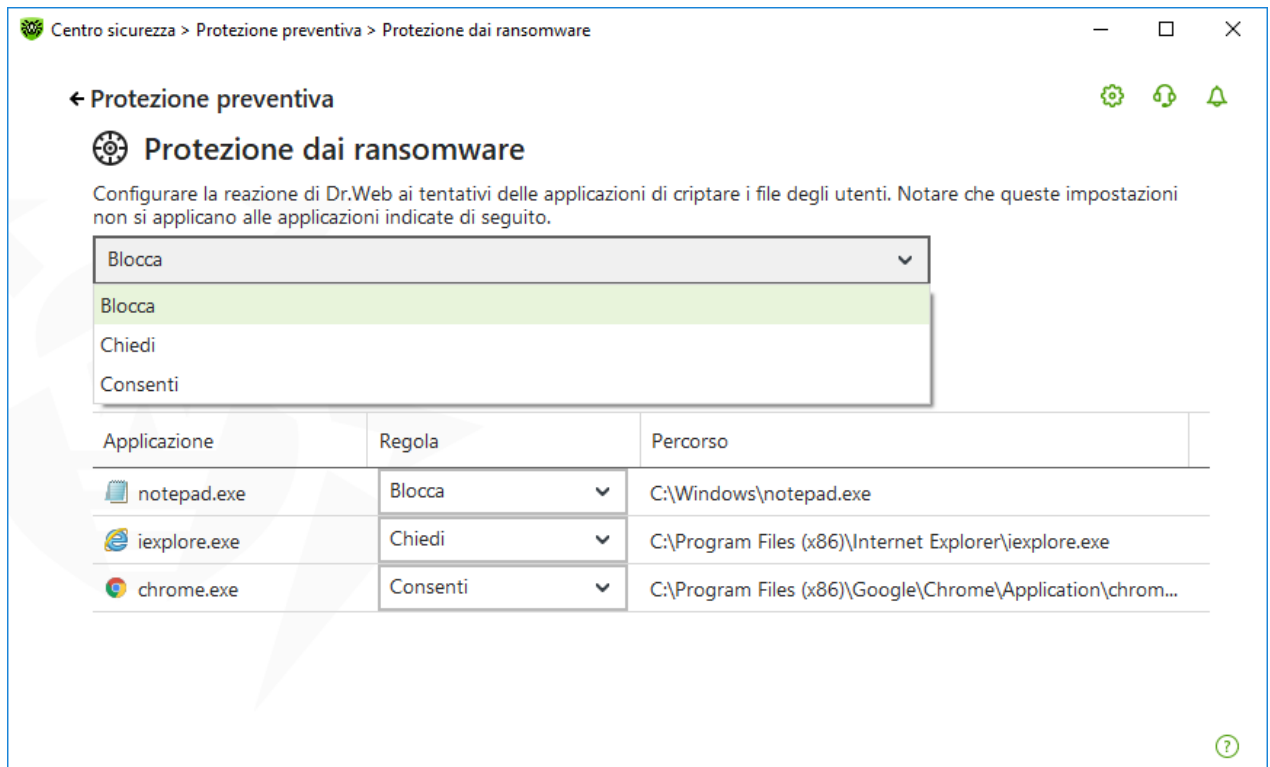 Centro sicurezza > Protezione preventiva > Protezione dai ransomware
Protezione preventiva
Protezione dai ransomware
Configurare la reazione di Dr.Web ai tentativi delle applicazioni di criptare i file degli utenti. Notare che queste impostazioni
non si applicano alle applicazioni indicate di seguito.
Blocca
Blocca
Chiedi
Consenti
Applicazione Regola Percorso
notepad.exe Blocca C:\Windows\notepad.exe
iexplore.exe Chiedi C:\Program Files (x86)\Internet Explorer\iexplore.exe
chrome.exe Consenti C:\Program Files (x86)\Google\Chrome\Application\chrom...